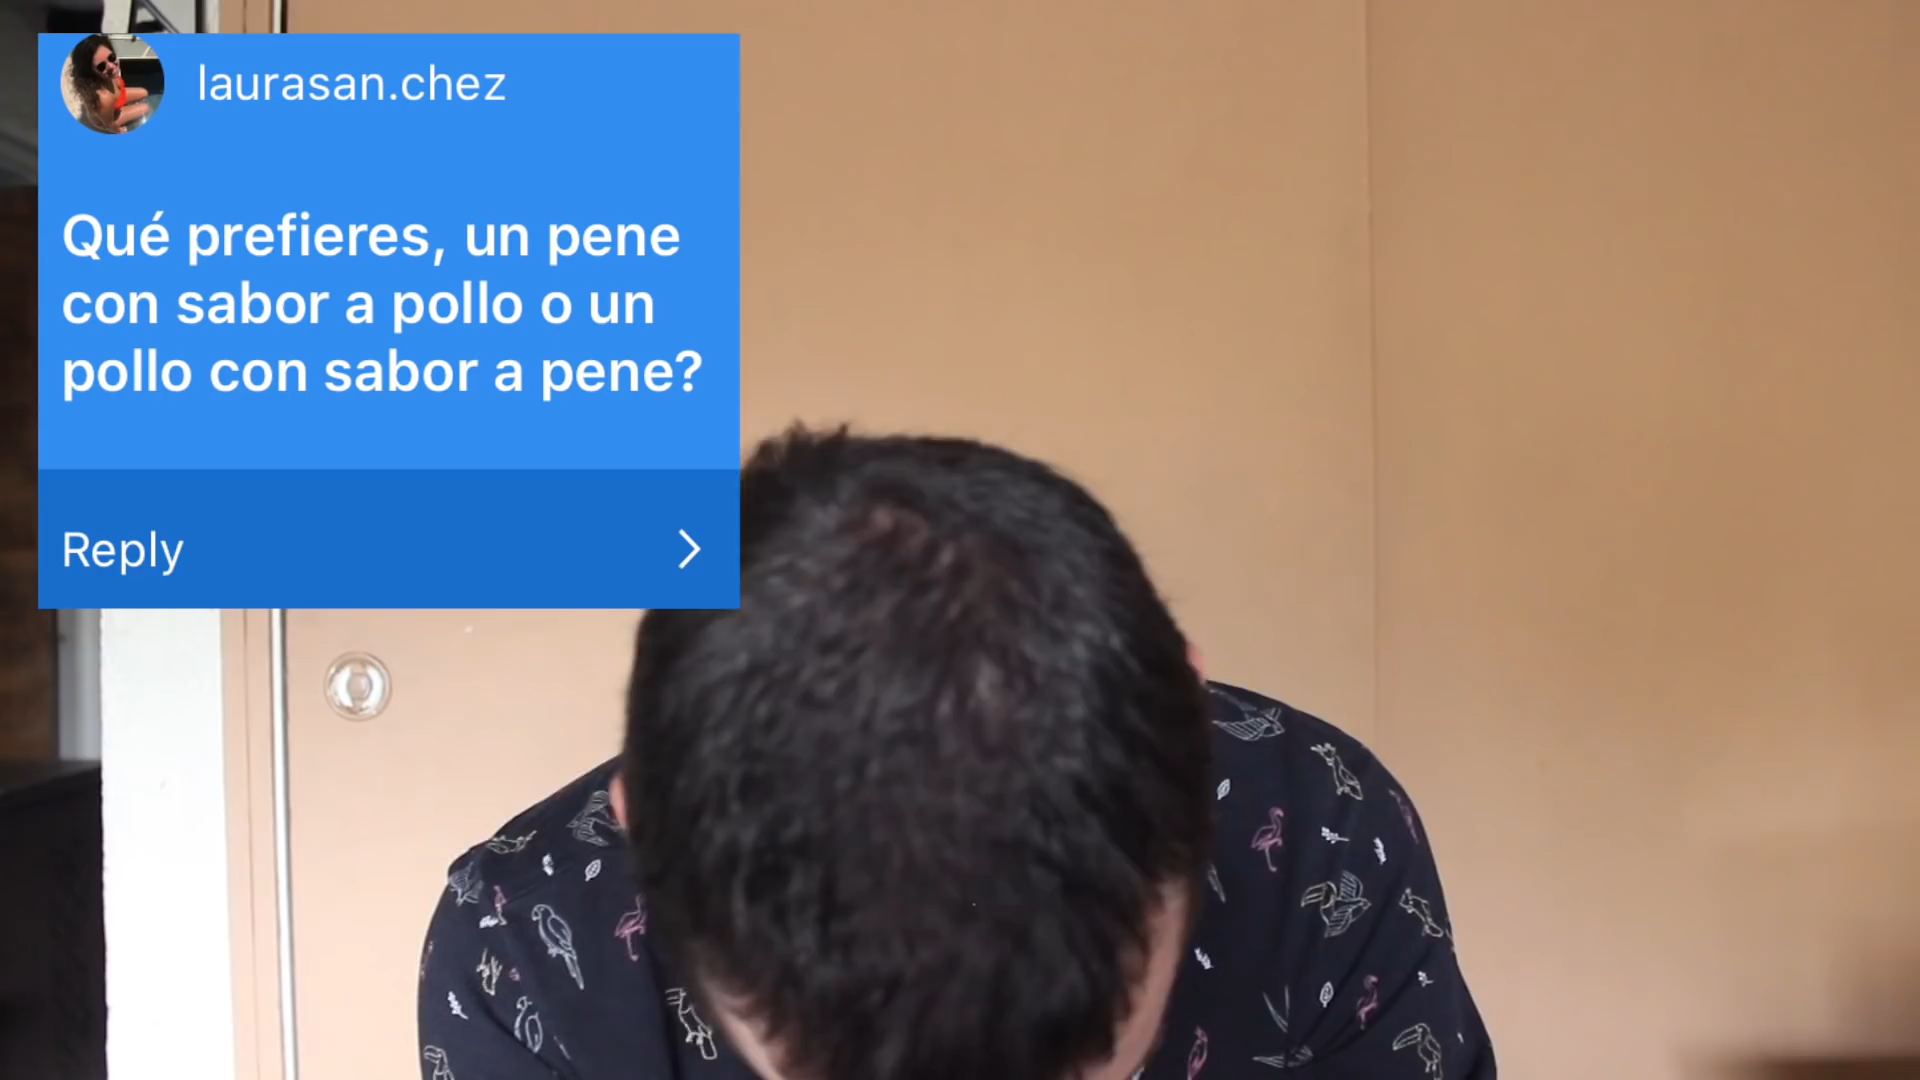 laurasan.chez
Qué prefieres, un pene
con sabor a pollo o un
pollo con sabor a pene?
Reply